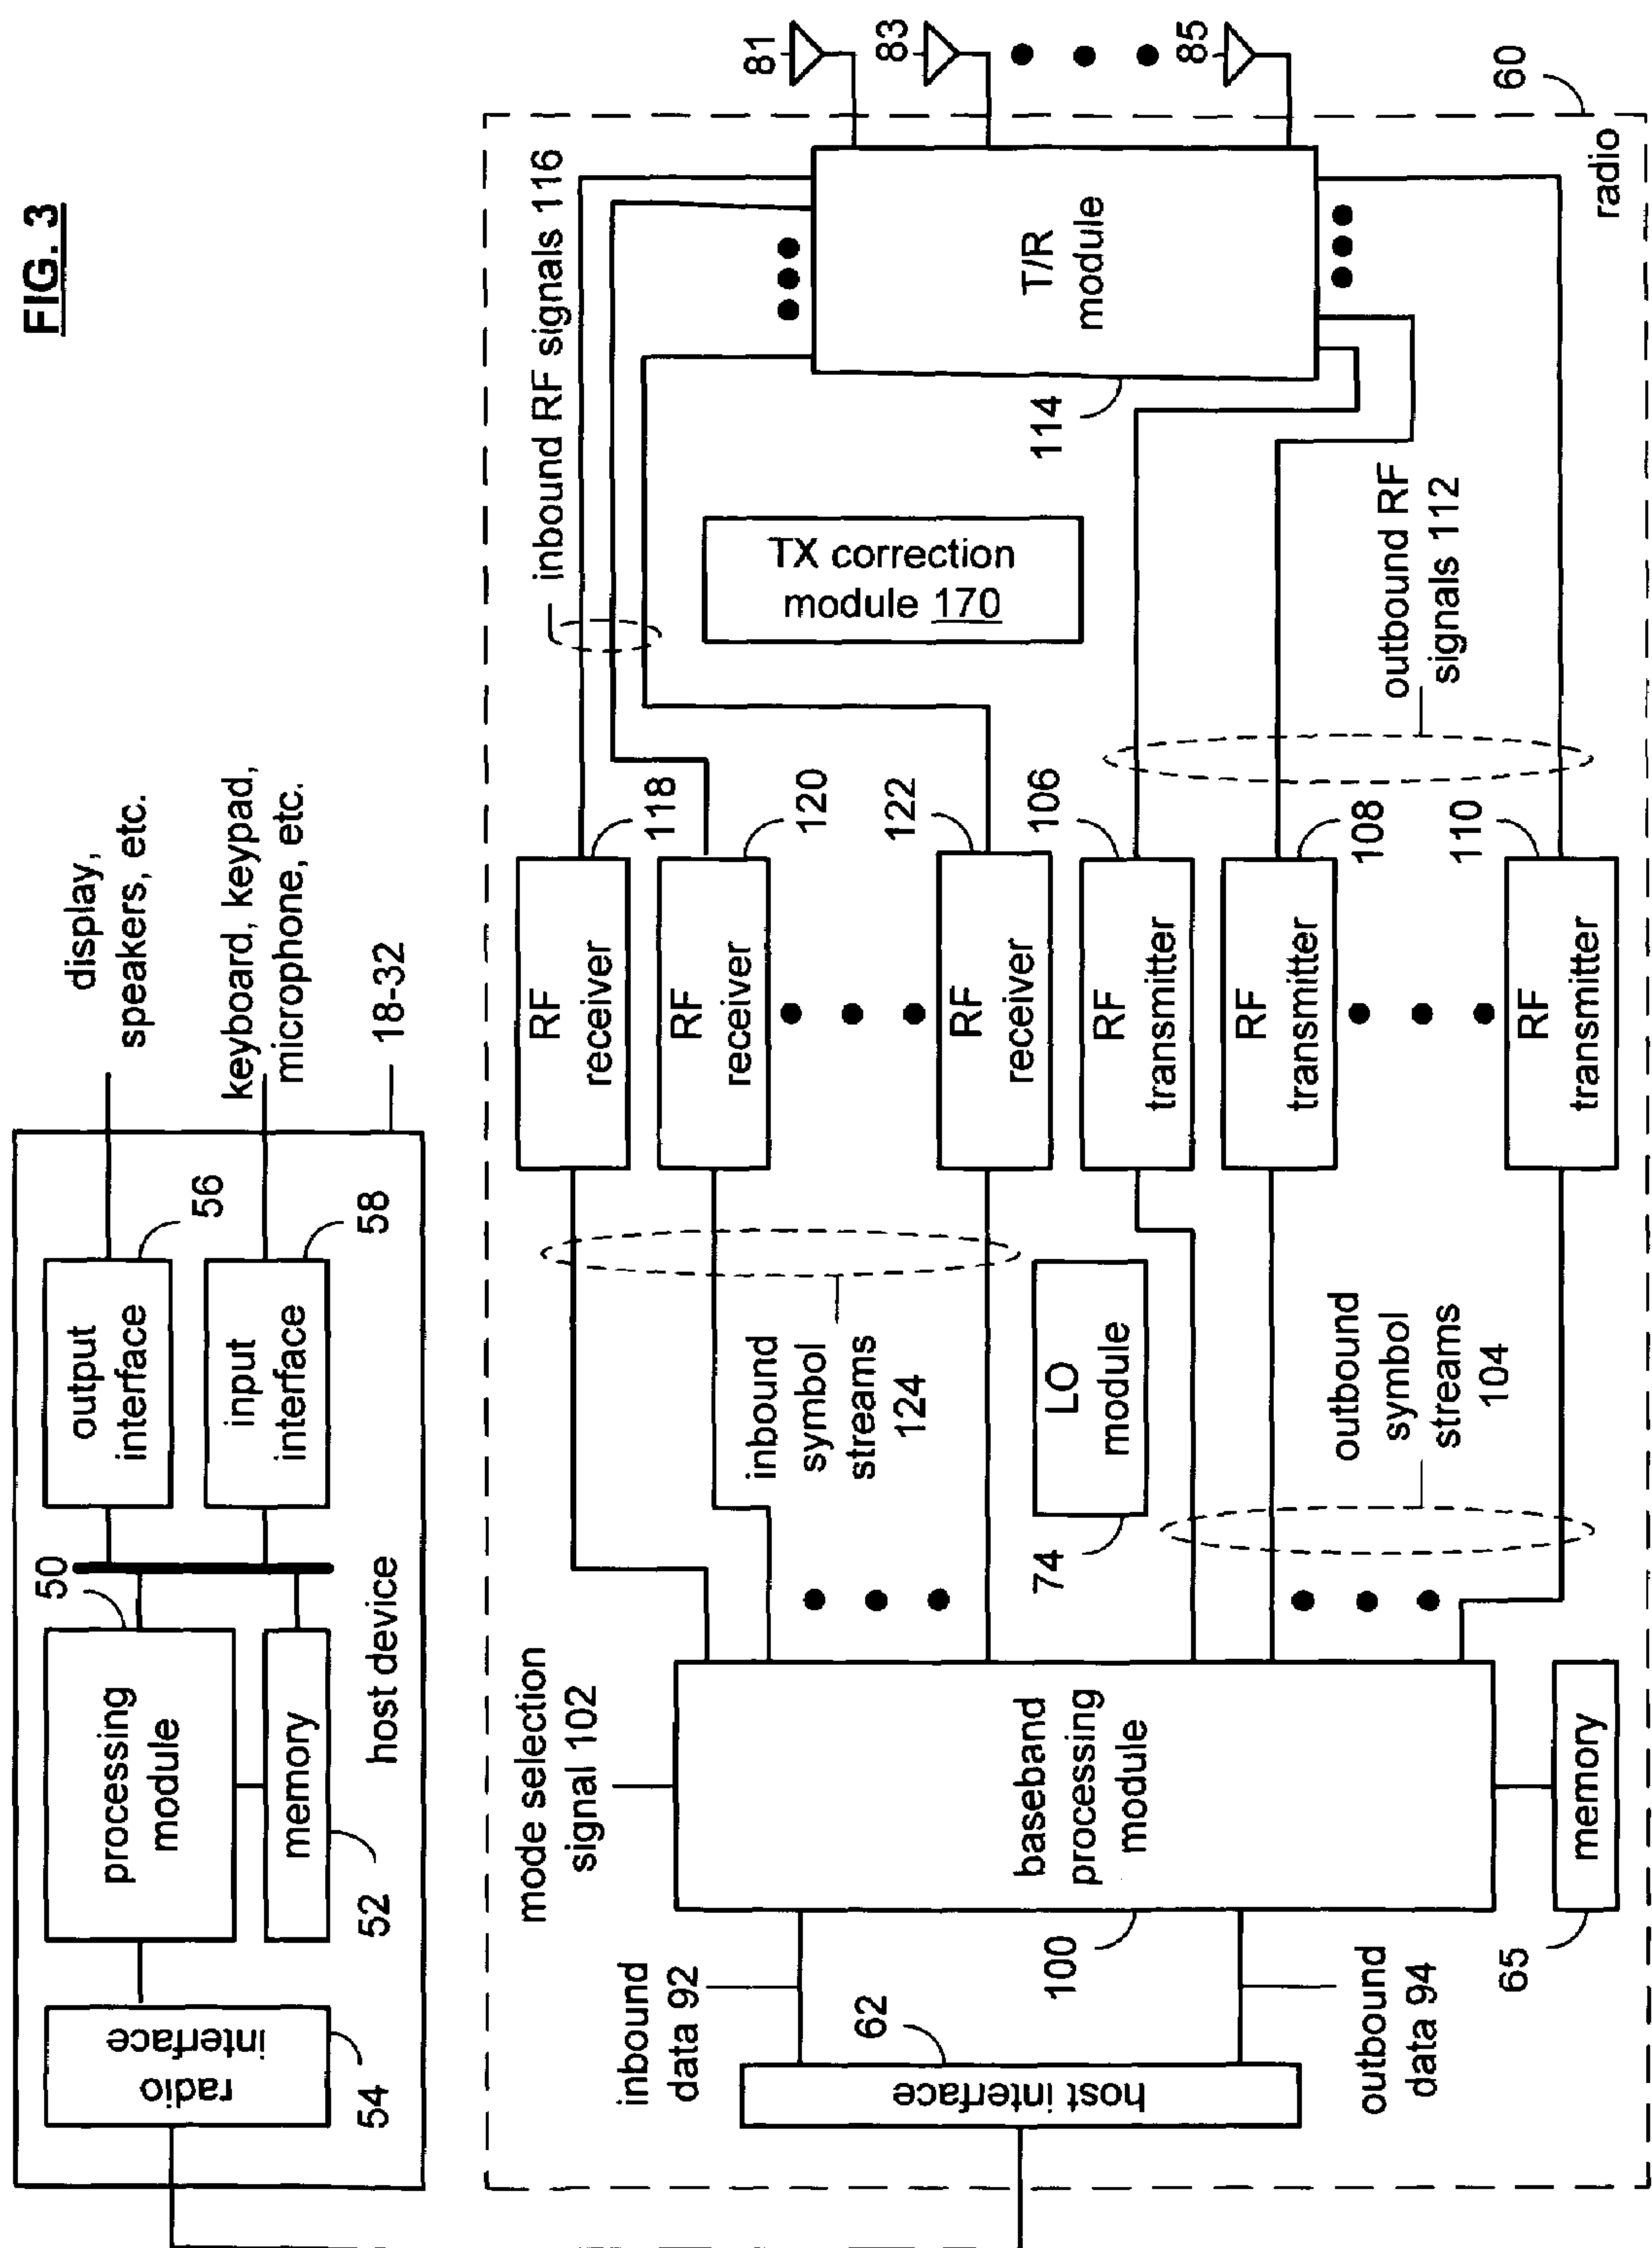 FIG. 3
display,
speakers, etc.
keyboard, keypad,
microphone, etc.
18-32
radio
interface
54
processing
module
50
memory
52
host device
output
interface
56
input
interface
58
mode selection
signal 102
inbound
data 92
62
host interface
100
outbound
data 94
baseband
processing
module
65
memory
inbound
symbol
streams
124
LO
module
74
outbound
symbol
streams
104
RF
receiver
118
RF
receiver
120
RF
receiver
122
RF
transmitter
106
RF
transmitter
108
RF
transmitter
110
inbound RF signals 116
TX correction
module 170
outbound RF
signals 112
T/R
module
114
81
83
85
60
radio